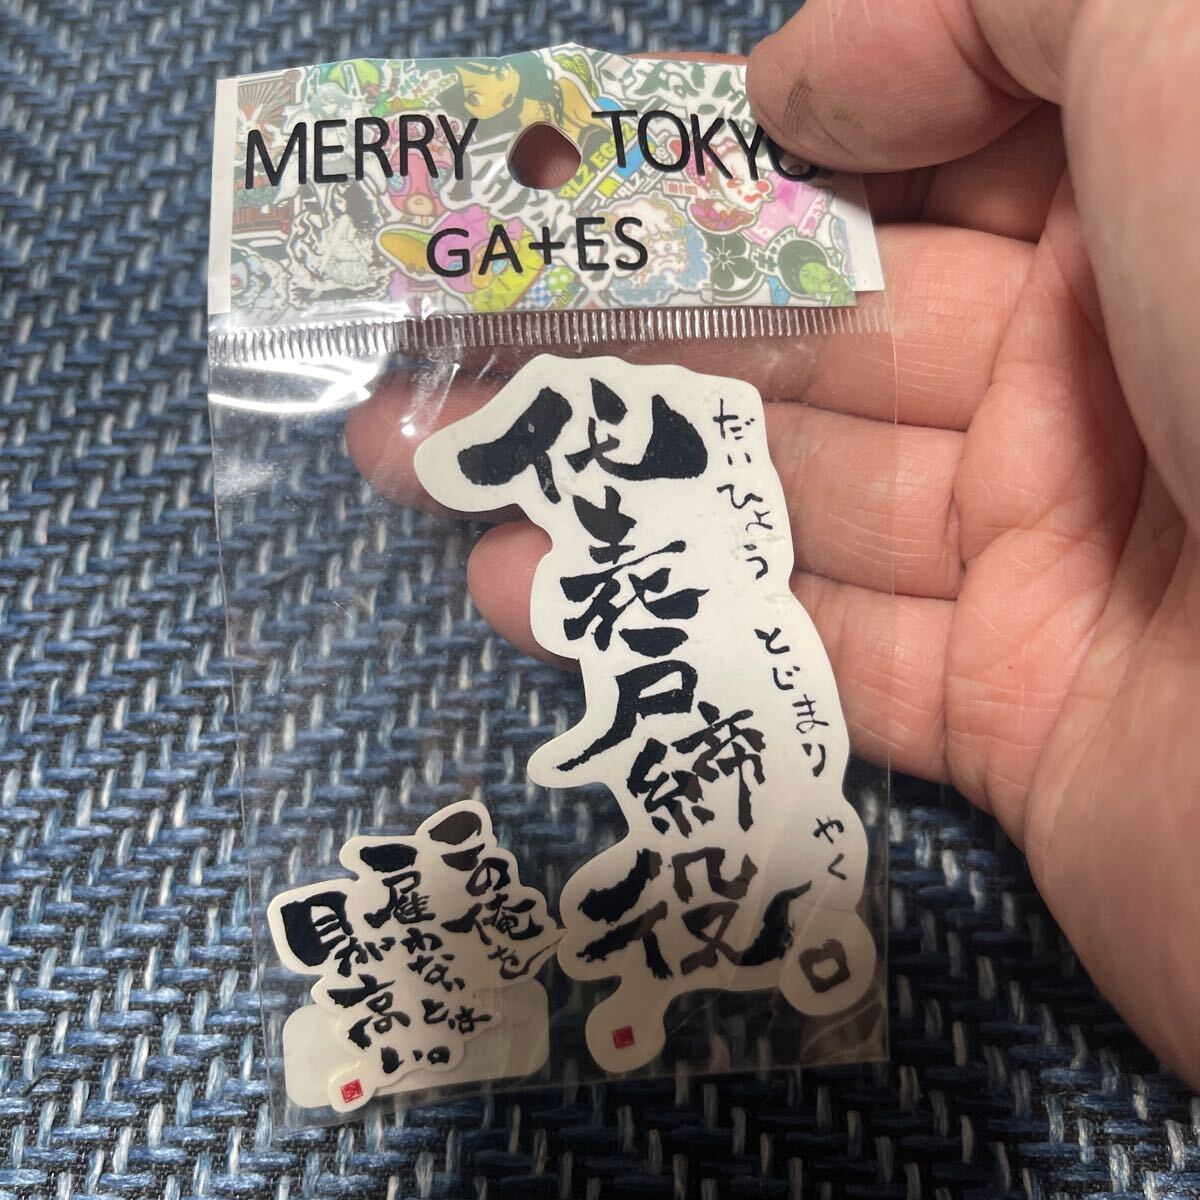 MERRY TOKYO
GA+ES
代表戸締役。
だいひょう とじまり やく
この俺を
雇わないとは
目が高い。